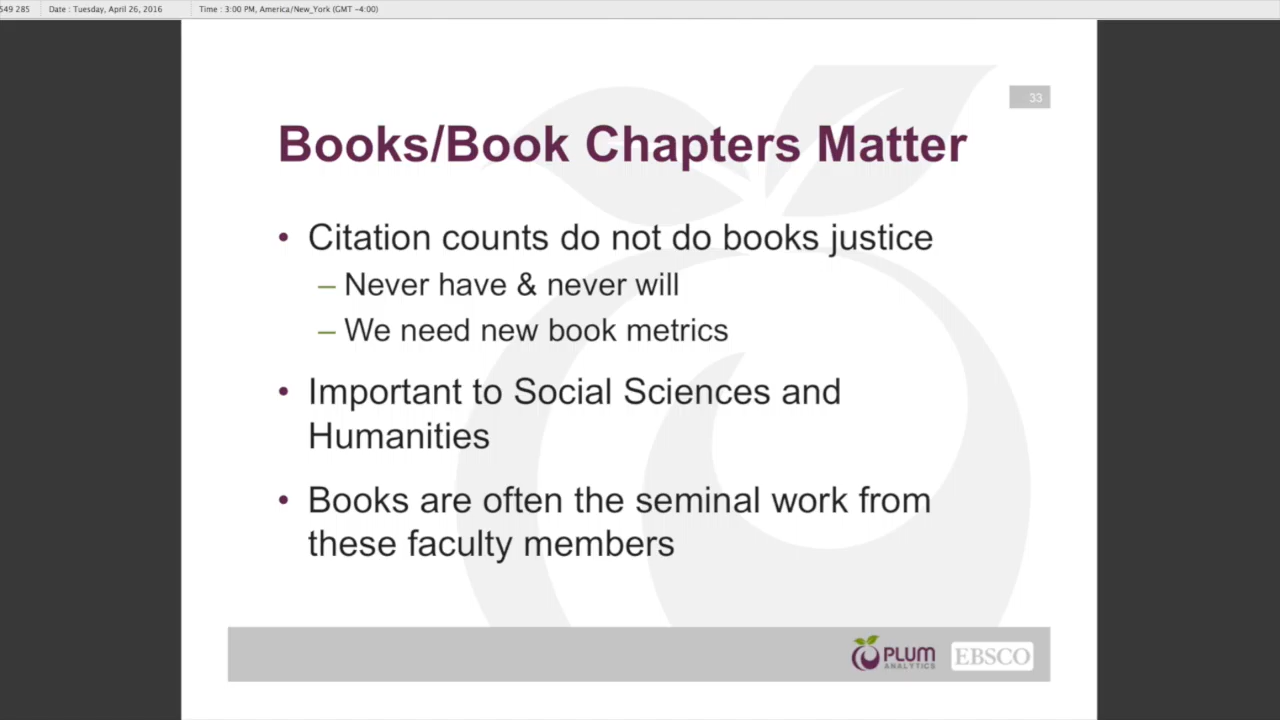 549 285 Date : Tuesday, April 26, 2016 Time : 3:00 PM, America/New_York (GMT -4:00)
33
Books/Book Chapters Matter
• Citation counts do not do books justice
– Never have & never will
– We need new book metrics
• Important to Social Sciences and
Humanities
• Books are often the seminal work from
these faculty members
PLUM
ANALYTICS
EBSCO